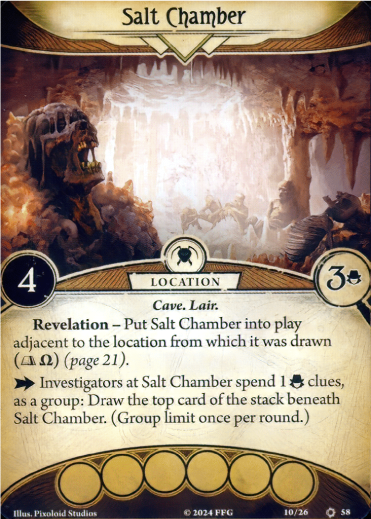 Salt Chamber
4
LOCATION
3
Cave. Lair.
Revelation – Put Salt Chamber into play
adjacent to the location from which it was drawn
(Ω) (page 21).
Investigators at Salt Chamber spend 1 clues,
as a group: Draw the top card of the stack beneath
Salt Chamber. (Group limit once per round.)
Illus. Pixoloid Studios
© 2024 FFG
10/26
58